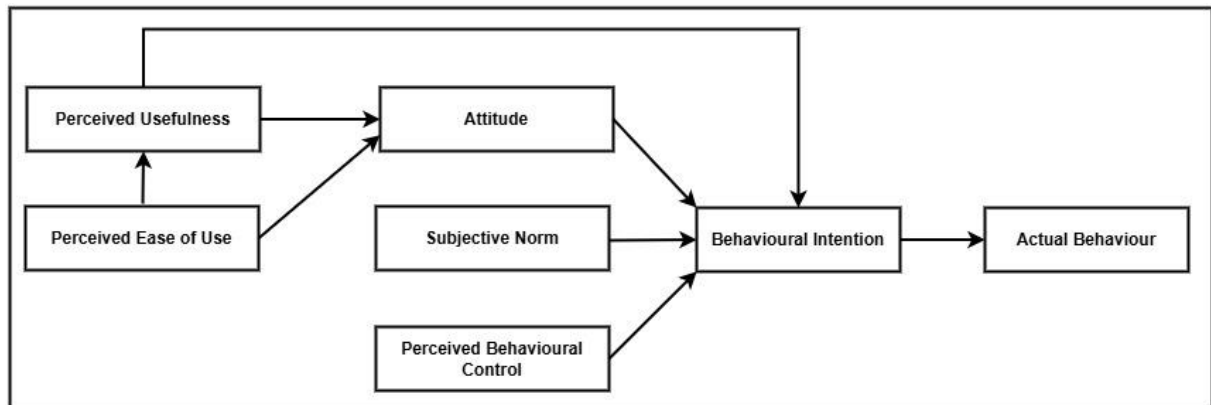 Perceived Usefulness
Attitude
Perceived Ease of Use
Subjective Norm
Behavioural Intention
Actual Behaviour
Perceived Behavioural
Control